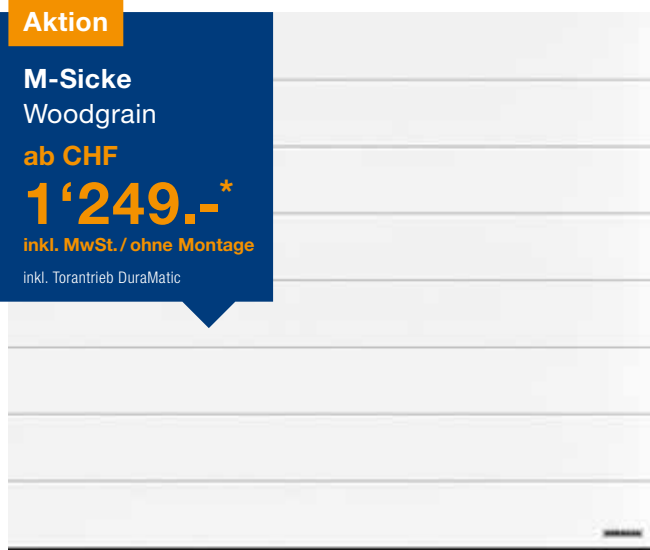 Aktion
M-Sicke
Woodgrain
ab CHF
1‘249.-*
inkl. MwSt. / ohne Montage
inkl. Torantrieb DuraMatic